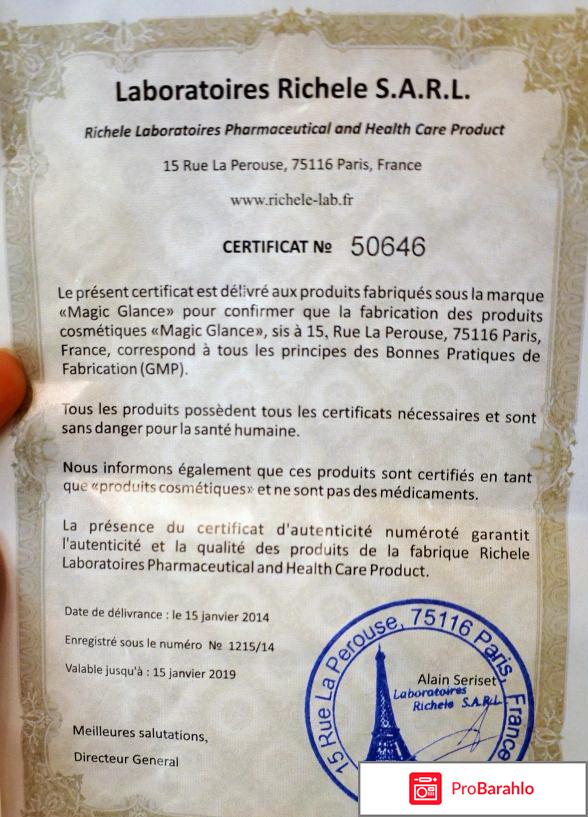 Laboratoires Richele S.A.R.L.
Richele Laboratoires Pharmaceutical and Health Care Product
15 Rue La Perouse, 75116 Paris, France
www.richele-lab.fr
CERTIFICAT № 50646
Le présent certificat est délivré aux produits fabriqués sous la marque
«Magic Glance» pour confirmer que la fabrication des produits
cosmétiques «Magic Glance», sis à 15, Rue La Perouse, 75116 Paris,
France, correspond à tous les principes des Bonnes Pratiques de
Fabrication (GMP).
Tous les produits possèdent tous les certificats nécessaires et sont
sans danger pour la santé humaine.
Nous informons également que ces produits sont certifiés en tant
que «produits cosmétiques» et ne sont pas des médicaments.
La présence du certificat d'autenticité numéroté garantit
l'autenticité et la qualité des produits de la fabrique Richele
Laboratoires Pharmaceutical and Health Care Product.
Date de délivrance : le 15 janvier 2014
Enregistré sous le numéro № 1215/14
Valable jusqu'à : 15 janvier 2019
Meilleures salutations,
Directeur General
15 Rue La Perouse, 75116 Paris, France
Alain Seriset
Laboratoires
Richele S.A.R.L.
ProBarahlo